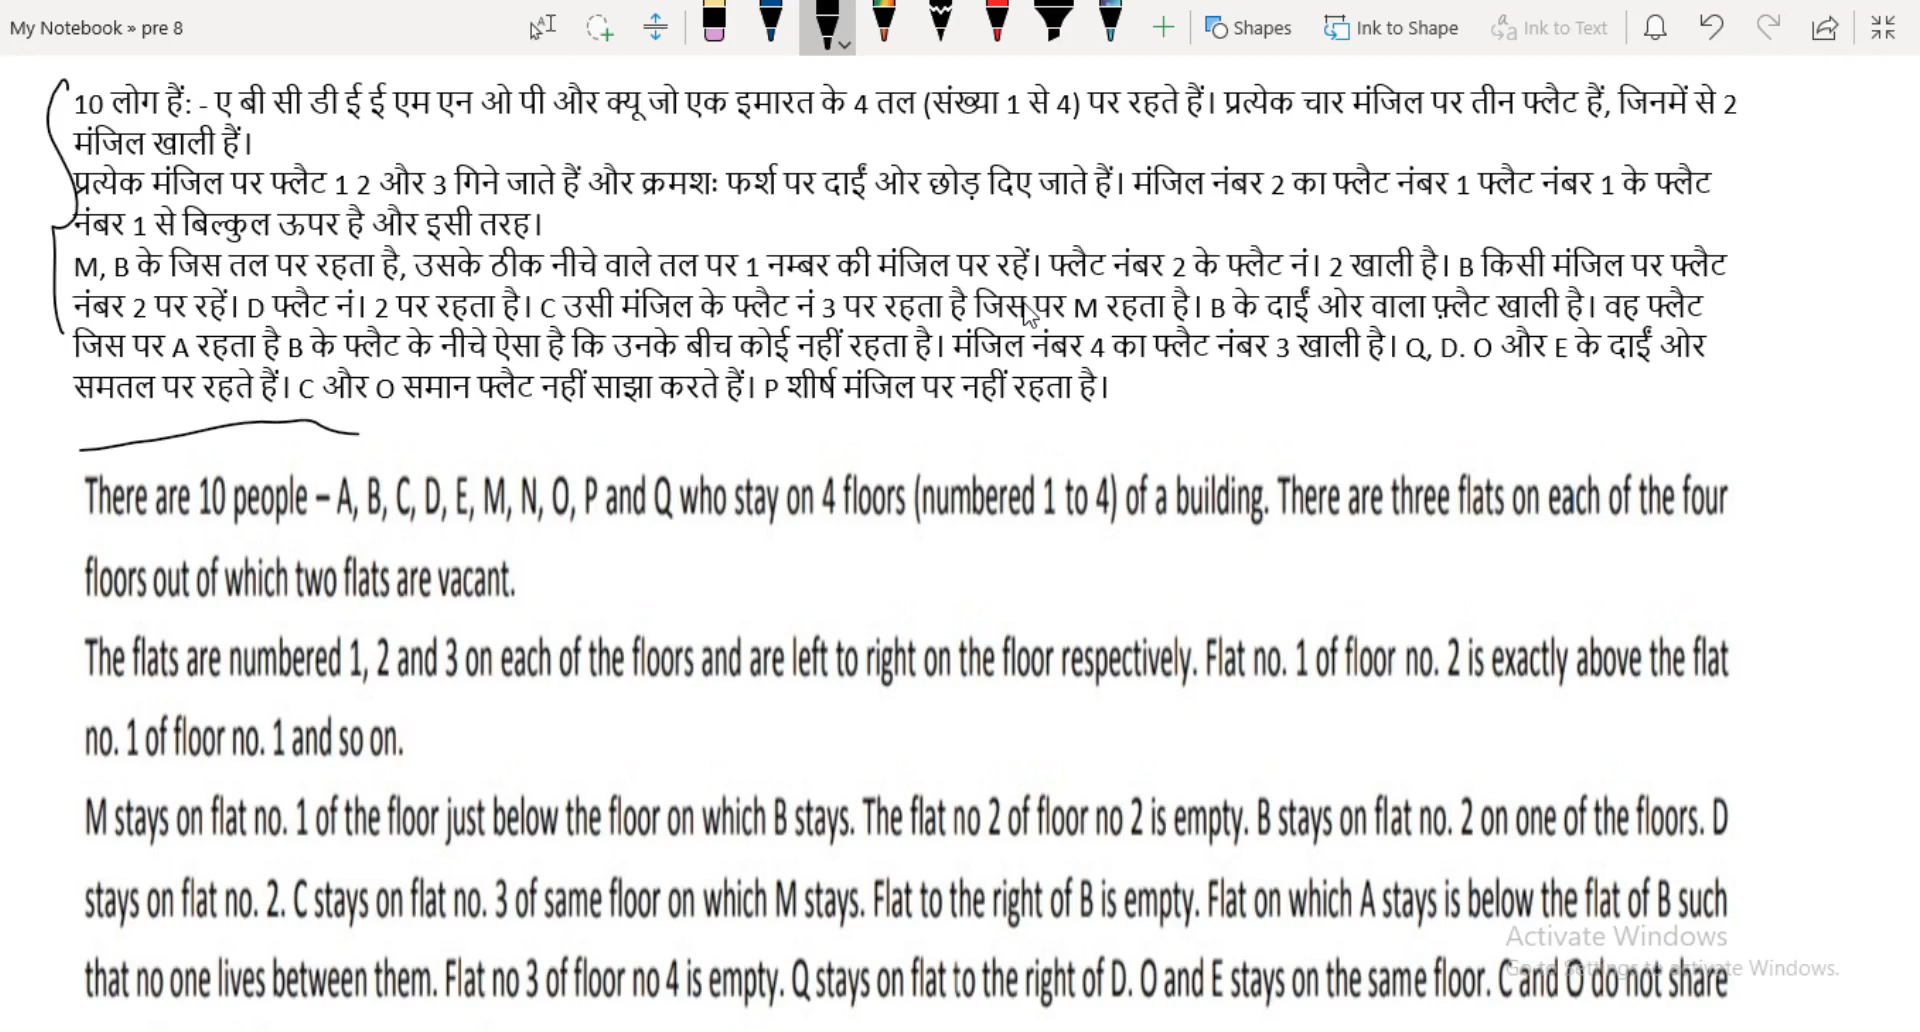 My Notebook » pre 8
Shapes
Ink to Shape
Ink to Text
10 लोग हैं: - ए बी सी डी ई ई एम एन ओ पी और क्यू जो एक इमारत के 4 तल (संख्या 1 से 4) पर रहते हैं। प्रत्येक चार मंजिल पर तीन फ्लैट हैं, जिनमें से 2
मंजिल खाली हैं।
प्रत्येक मंजिल पर फ्लैट 1 2 और 3 गिने जाते हैं और क्रमशः फर्श पर दाईं ओर छोड़ दिए जाते हैं। मंजिल नंबर 2 का फ्लैट नंबर 1 फ्लैट नंबर 1 के फ्लैट
नंबर 1 से बिल्कुल ऊपर है और इसी तरह।
M, B के जिस तल पर रहता है, उसके ठीक नीचे वाले तल पर 1 नम्बर की मंजिल पर रहें। फ्लैट नंबर 2 के फ्लैट नं। 2 खाली है। B किसी मंजिल पर फ्लैट
नंबर 2 पर रहें। D फ्लैट नं। 2 पर रहता है। C उसी मंजिल के फ्लैट नं 3 पर रहता है जिस पर M रहता है। B के दाईं ओर वाला फ़्लैट खाली है। वह फ्लैट
जिस पर A रहता है B के फ्लैट के नीचे ऐसा है कि उनके बीच कोई नहीं रहता है। मंजिल नंबर 4 का फ्लैट नंबर 3 खाली है। Q, D. O और E के दाईं ओर
समतल पर रहते हैं। C और O समान फ्लैट नहीं साझा करते हैं। P शीर्ष मंजिल पर नहीं रहता है।
There are 10 people – A, B, C, D, E, M, N, O, P and Q who stay on 4 floors (numbered 1 to 4) of a building. There are three flats on each of the four
floors out of which two flats are vacant.
The flats are numbered 1, 2 and 3 on each of the floors and are left to right on the floor respectively. Flat no. 1 of floor no. 2 is exactly above the flat
no. 1 of floor no. 1 and so on.
M stays on flat no. 1 of the floor just below the floor on which B stays. The flat no 2 of floor no 2 is empty. B stays on flat no. 2 on one of the floors. D
stays on flat no. 2. C stays on flat no. 3 of same floor on which M stays. Flat to the right of B is empty. Flat on which A stays is below the flat of B such
Activate Windows
that no one lives between them. Flat no 3 of floor no 4 is empty. Q stays on flat to the right of D. O and E stays on the same floor. C and O do not share
Go to Settings to activate Windows.